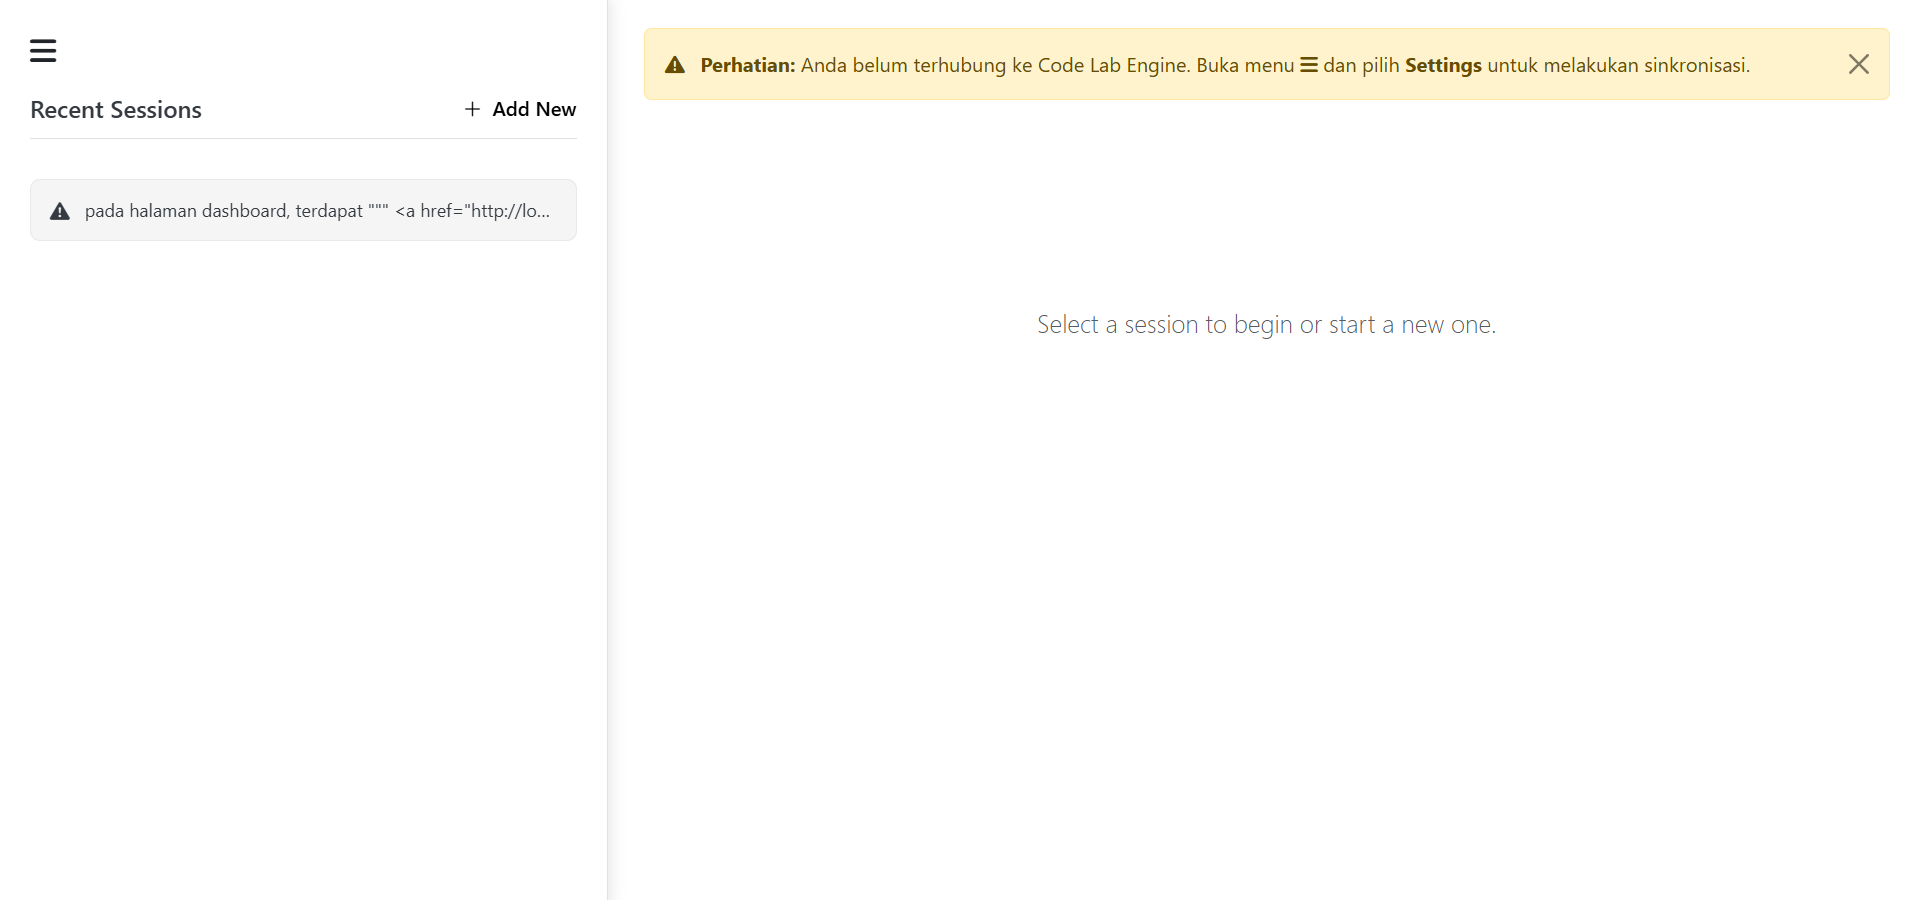 Recent Sessions
+ Add New
pada halaman dashboard, terdapat """ <a href="http://lo...
Perhatian: Anda belum terhubung ke Code Lab Engine. Buka menu ☰ dan pilih Settings untuk melakukan sinkronisasi.
Select a session to begin or start a new one.